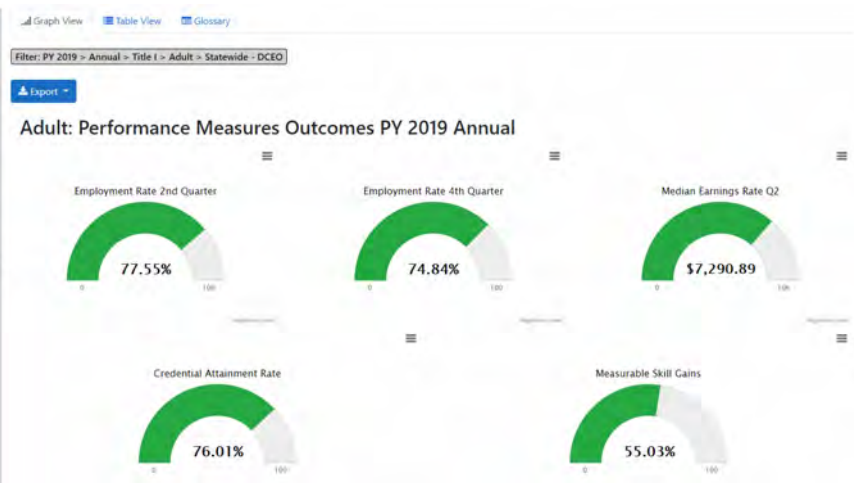 Graph View Table View Glossary
Filter: PY 2019 > Annual > Title I > Adult > Statewide - DCEO
Export
Adult: Performance Measures Outcomes PY 2019 Annual
Employment Rate 2nd Quarter Employment Rate 4th Quarter Median Earnings Rate Q2
77.55% 74.84% $7,290.89
0 100 0 100 0 10k
Credential Attainment Rate Measurable Skill Gains
76.01% 55.03%
0 100 0 100